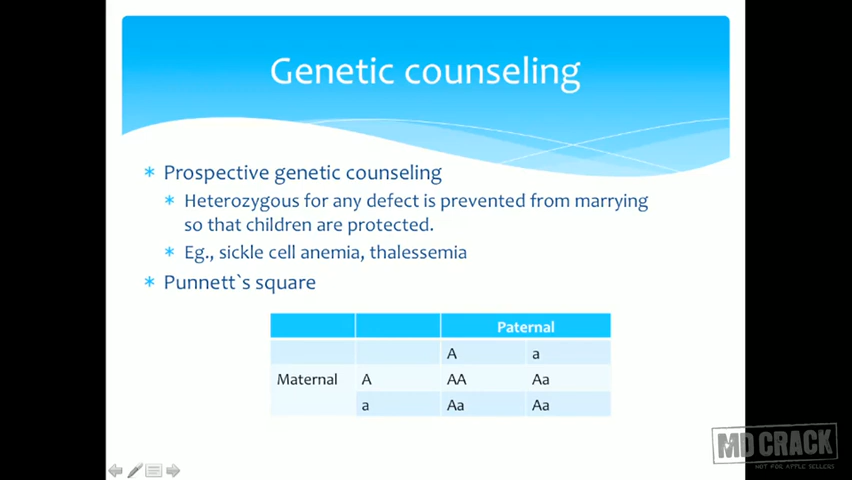 Genetic counseling
* Prospective genetic counseling
* Heterozygous for any defect is prevented from marrying
so that children are protected.
* Eg., sickle cell anemia, thalessemia
* Punnett`s square
Paternal
A a
Maternal A AA Aa
a Aa Aa
MD CRACK
NOT FOR APPLE SELLERS